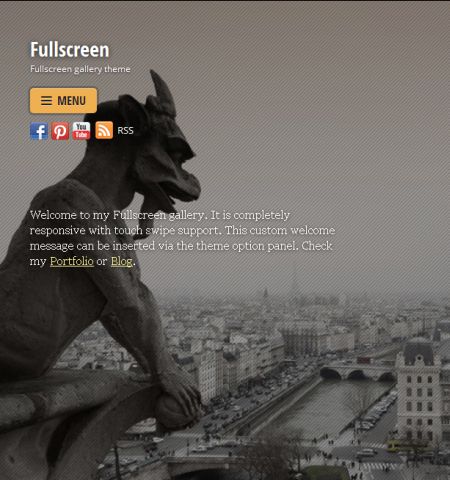 Fullscreen
Fullscreen gallery theme
MENU
You
Tube
RSS
Welcome to my Fullscreen gallery. It is completely
responsive with touch swipe support. This custom welcome
message can be inserted via the theme option panel. Check
my Portfolio or Blog.